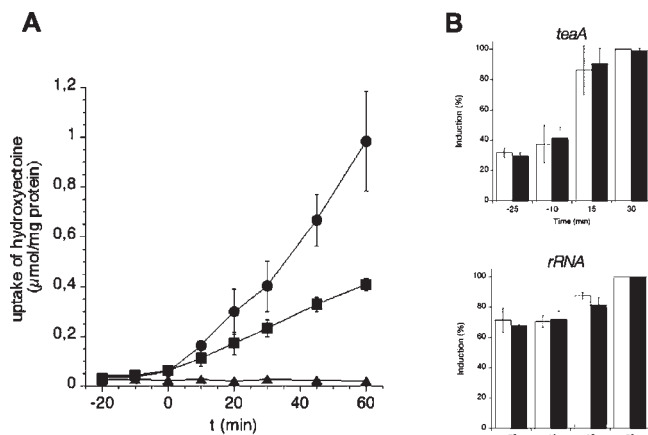 A
uptake of hydroxyectoine
(µmol/mg protein)
1,2
1
0,8
0,6
0,4
0,2
0
-20
0
20
40
60
t (min)
B
teaA
Induction (%)
100
80
60
40
20
0
-25
-10
15
30
Time (min)
rRNA
Induction (%)
100
80
60
40
20
0